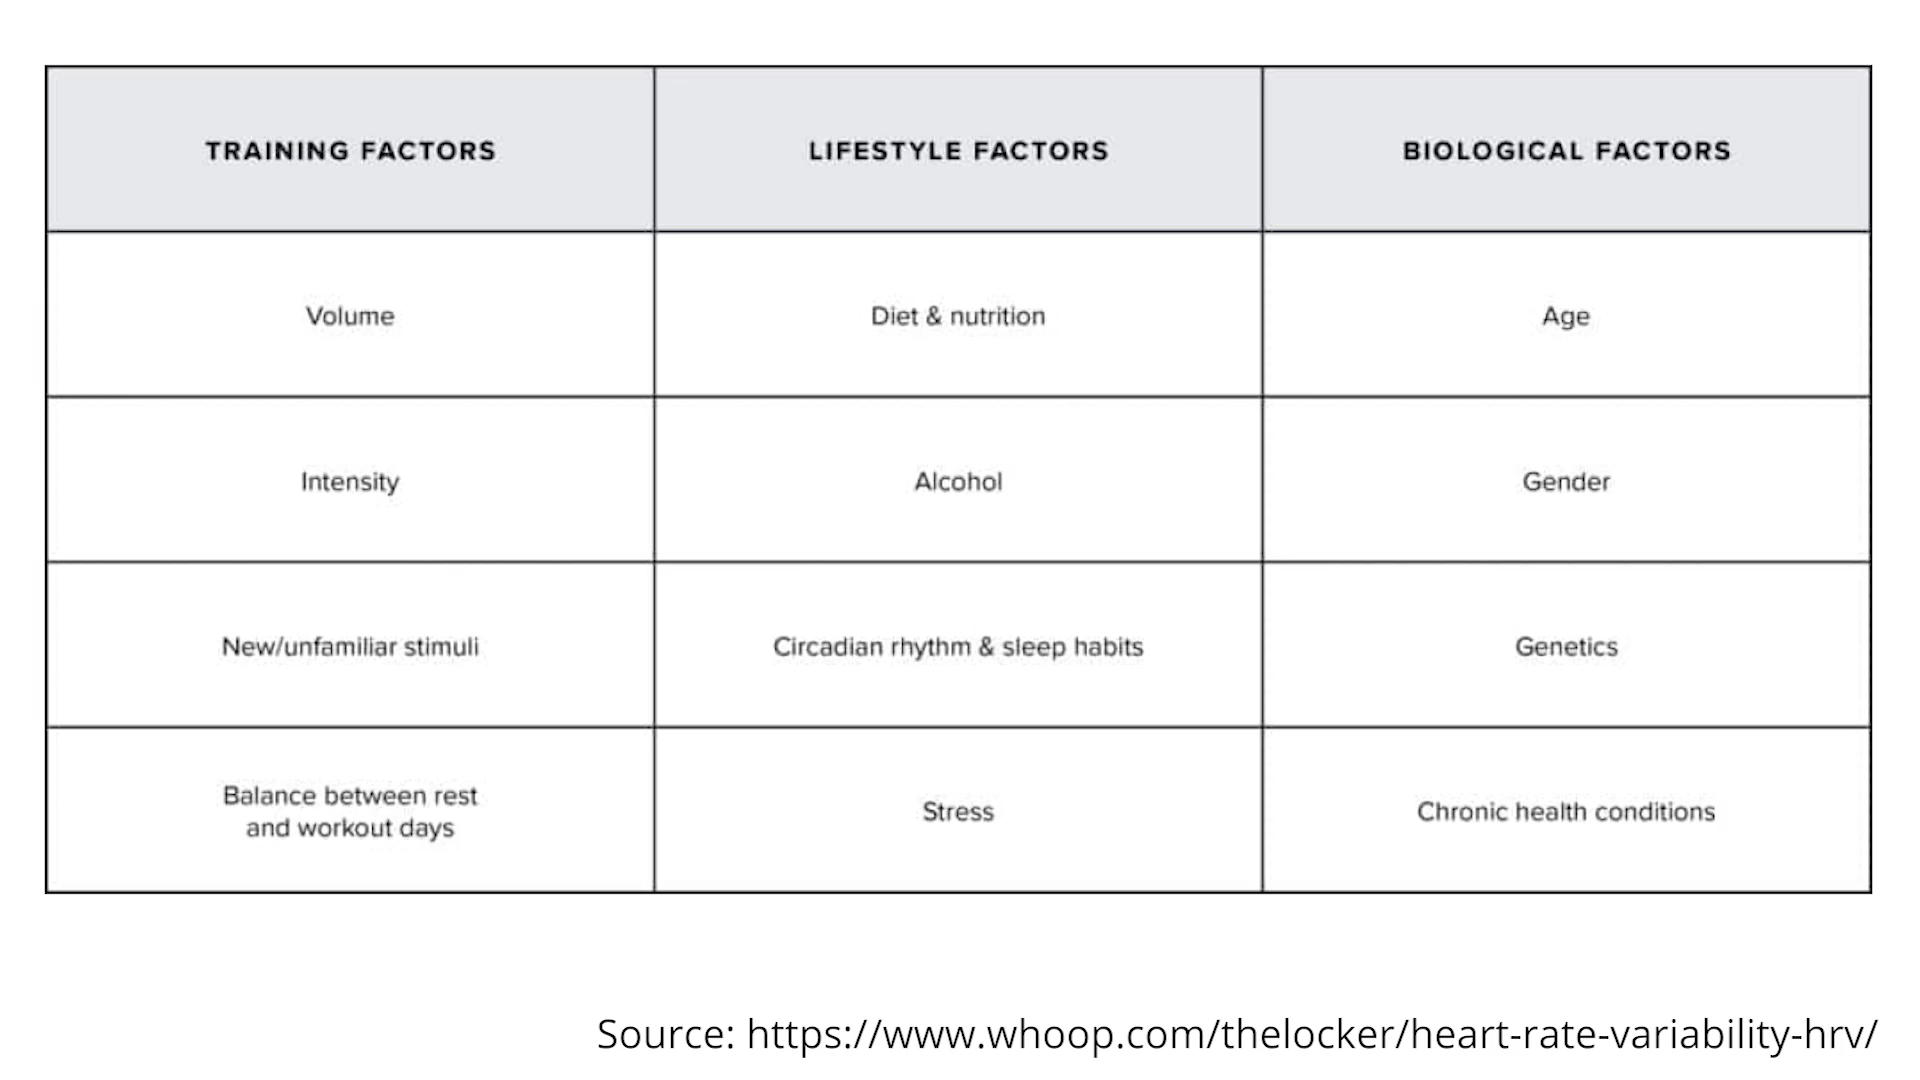 TRAINING FACTORS
LIFESTYLE FACTORS
BIOLOGICAL FACTORS
Volume
Diet & nutrition
Age
Intensity
Alcohol
Gender
New/unfamiliar stimuli
Circadian rhythm & sleep habits
Genetics
Balance between rest
and workout days
Stress
Chronic health conditions
Source: https://www.whoop.com/thelocker/heart-rate-variability-hrv/